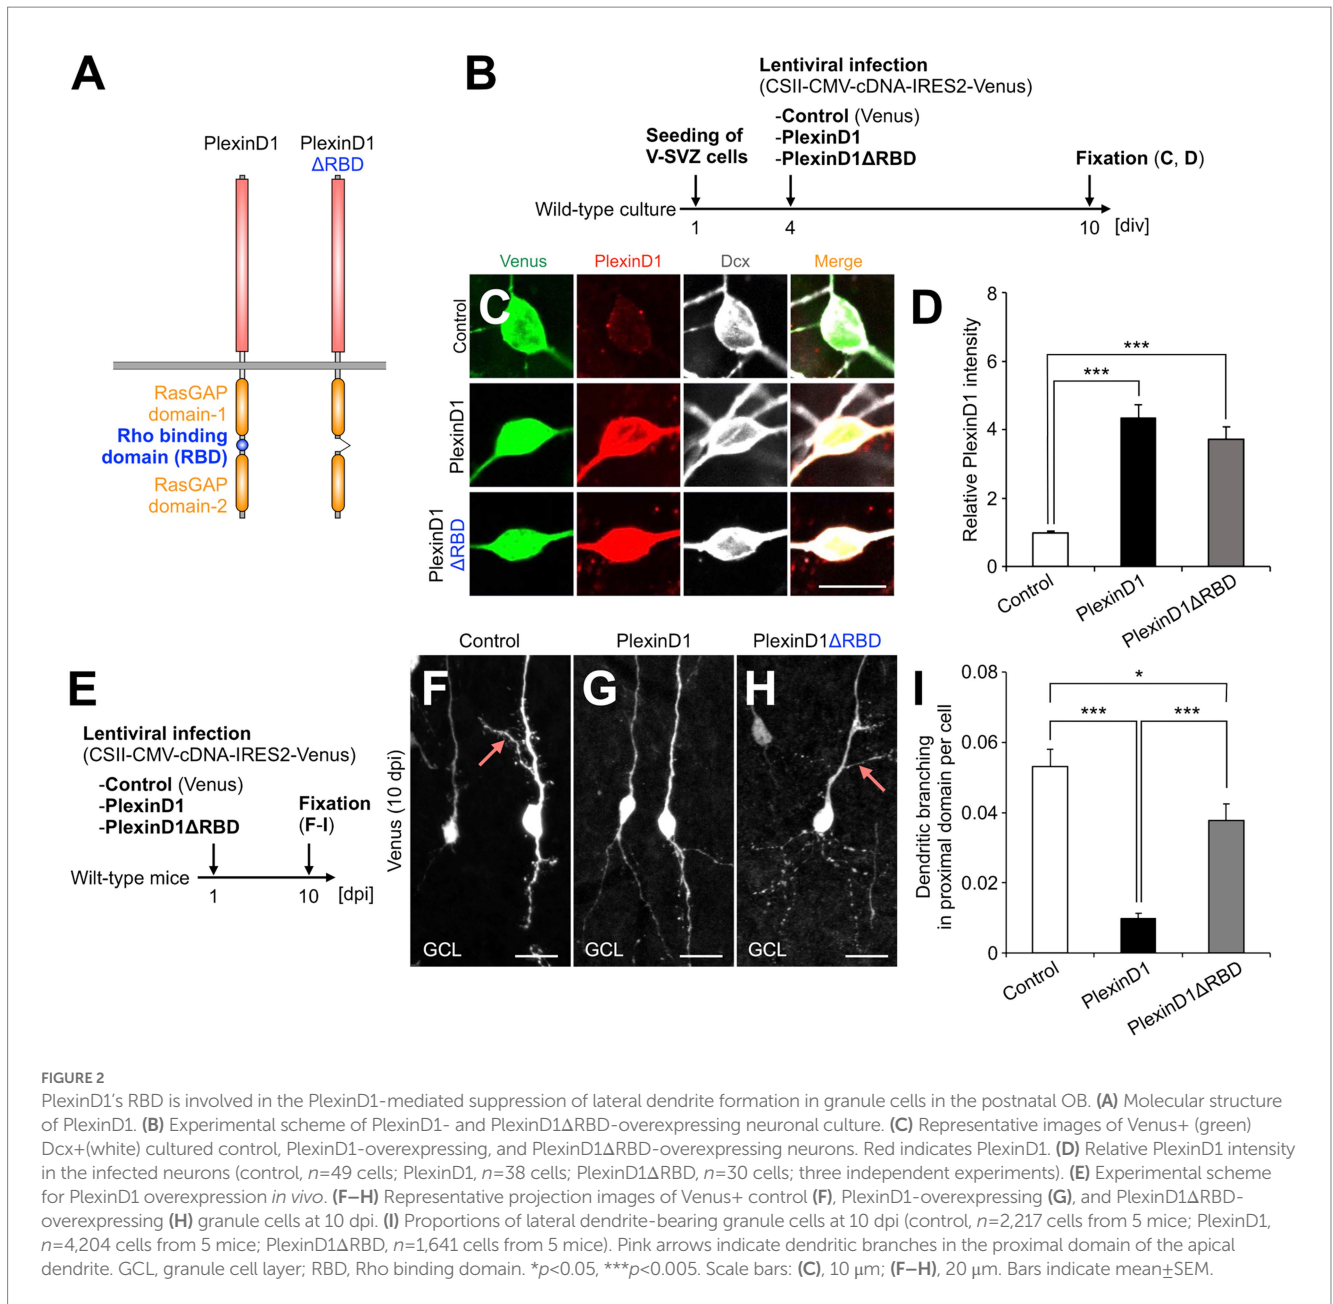 A
PlexinD1
PlexinD1
ΔRBD
RasGAP
domain-1
Rho binding
domain (RBD)
RasGAP
domain-2
B
Lentiviral infection
(CSII-CMV-cDNA-IRES2-Venus)
-Control (Venus)
-PlexinD1
-PlexinD1ΔRBD
Seeding of
V-SVZ cells
Fixation (C, D)
Wild-type culture
1
4
10
[div]
C
Venus
PlexinD1
Dcx
Merge
Control
PlexinD1
PlexinD1
ΔRBD
D
Relative PlexinD1 intensity
8
6
4
2
0
***
***
Control
PlexinD1
PlexinD1ΔRBD
E
Lentiviral infection
(CSII-CMV-cDNA-IRES2-Venus)
-Control (Venus)
-PlexinD1
-PlexinD1ΔRBD
Fixation
(F-I)
Wilt-type mice
1
10
[dpi]
Control
PlexinD1
PlexinD1ΔRBD
Venus (10 dpi)
F
G
H
GCL
GCL
GCL
I
Dendritic branching
in proximal domain per cell
0.08
0.06
0.04
0.02
0
*
***
***
Control
PlexinD1
PlexinD1ΔRBD
FIGURE 2
PlexinD1's RBD is involved in the PlexinD1-mediated suppression of lateral dendrite formation in granule cells in the postnatal OB. (A) Molecular structure
of PlexinD1. (B) Experimental scheme of PlexinD1- and PlexinD1ΔRBD-overexpressing neuronal culture. (C) Representative images of Venus+ (green)
Dcx+(white) cultured control, PlexinD1-overexpressing, and PlexinD1ΔRBD-overexpressing neurons. Red indicates PlexinD1. (D) Relative PlexinD1 intensity
in the infected neurons (control, n=49 cells; PlexinD1, n=38 cells; PlexinD1ΔRBD, n=30 cells; three independent experiments). (E) Experimental scheme
for PlexinD1 overexpression in vivo. (F–H) Representative projection images of Venus+ control (F), PlexinD1-overexpressing (G), and PlexinD1ΔRBD-
overexpressing (H) granule cells at 10 dpi. (I) Proportions of lateral dendrite-bearing granule cells at 10 dpi (control, n=2,217 cells from 5 mice; PlexinD1,
n=4,204 cells from 5 mice; PlexinD1ΔRBD, n=1,641 cells from 5 mice). Pink arrows indicate dendritic branches in the proximal domain of the apical
dendrite. GCL, granule cell layer; RBD, Rho binding domain. *p<0.05, ***p<0.005. Scale bars: (C), 10 μm; (F–H), 20 μm. Bars indicate mean±SEM.